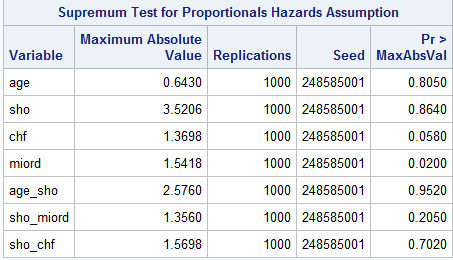 Supremum Test for Proportionals Hazards Assumption
Variable Maximum Absolute Value Replications Seed Pr > MaxAbsVal
age 0.6430 1000 248585001 0.8050
sho 3.5206 1000 248585001 0.8640
chf 1.3698 1000 248585001 0.0580
miord 1.5418 1000 248585001 0.0200
age_sho 2.5760 1000 248585001 0.9520
sho_miord 1.3560 1000 248585001 0.2050
sho_chf 1.5698 1000 248585001 0.7020